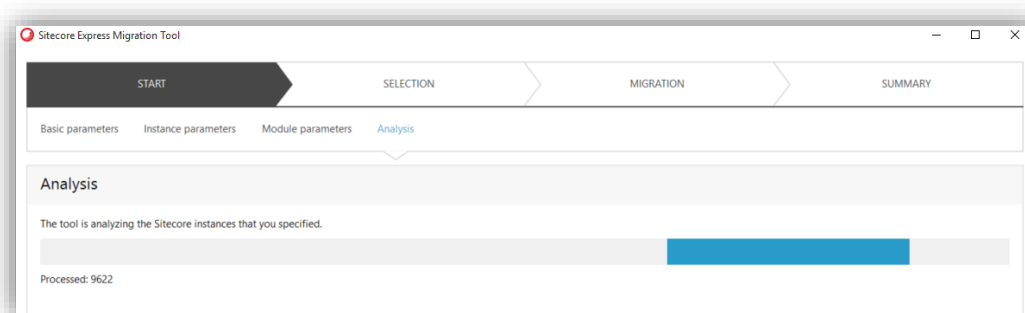 Sitecore Express Migration Tool
START SELECTION MIGRATION SUMMARY
Basic parameters Instance parameters Module parameters Analysis
Analysis
The tool is analyzing the Sitecore instances that you specified.
Processed: 9622